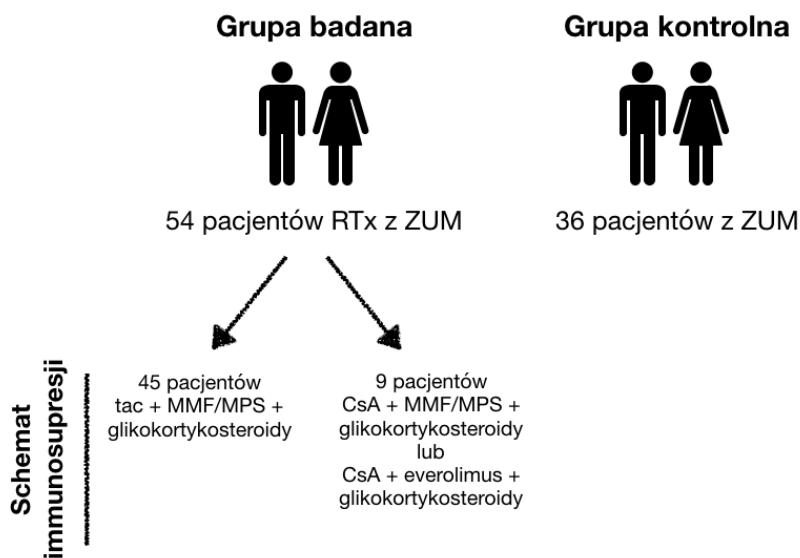 Grupa badana
Grupa kontrolna
54 pacjentów RTx z ZUM
36 pacjentów z ZUM
Schemat
immunosupresji
45 pacjentów
tac + MMF/MPS +
glikokortykosteroidy
9 pacjentów
CsA + MMF/MPS +
glikokortykosteroidy
lub
CsA + everolimus +
glikokortykosteroidy